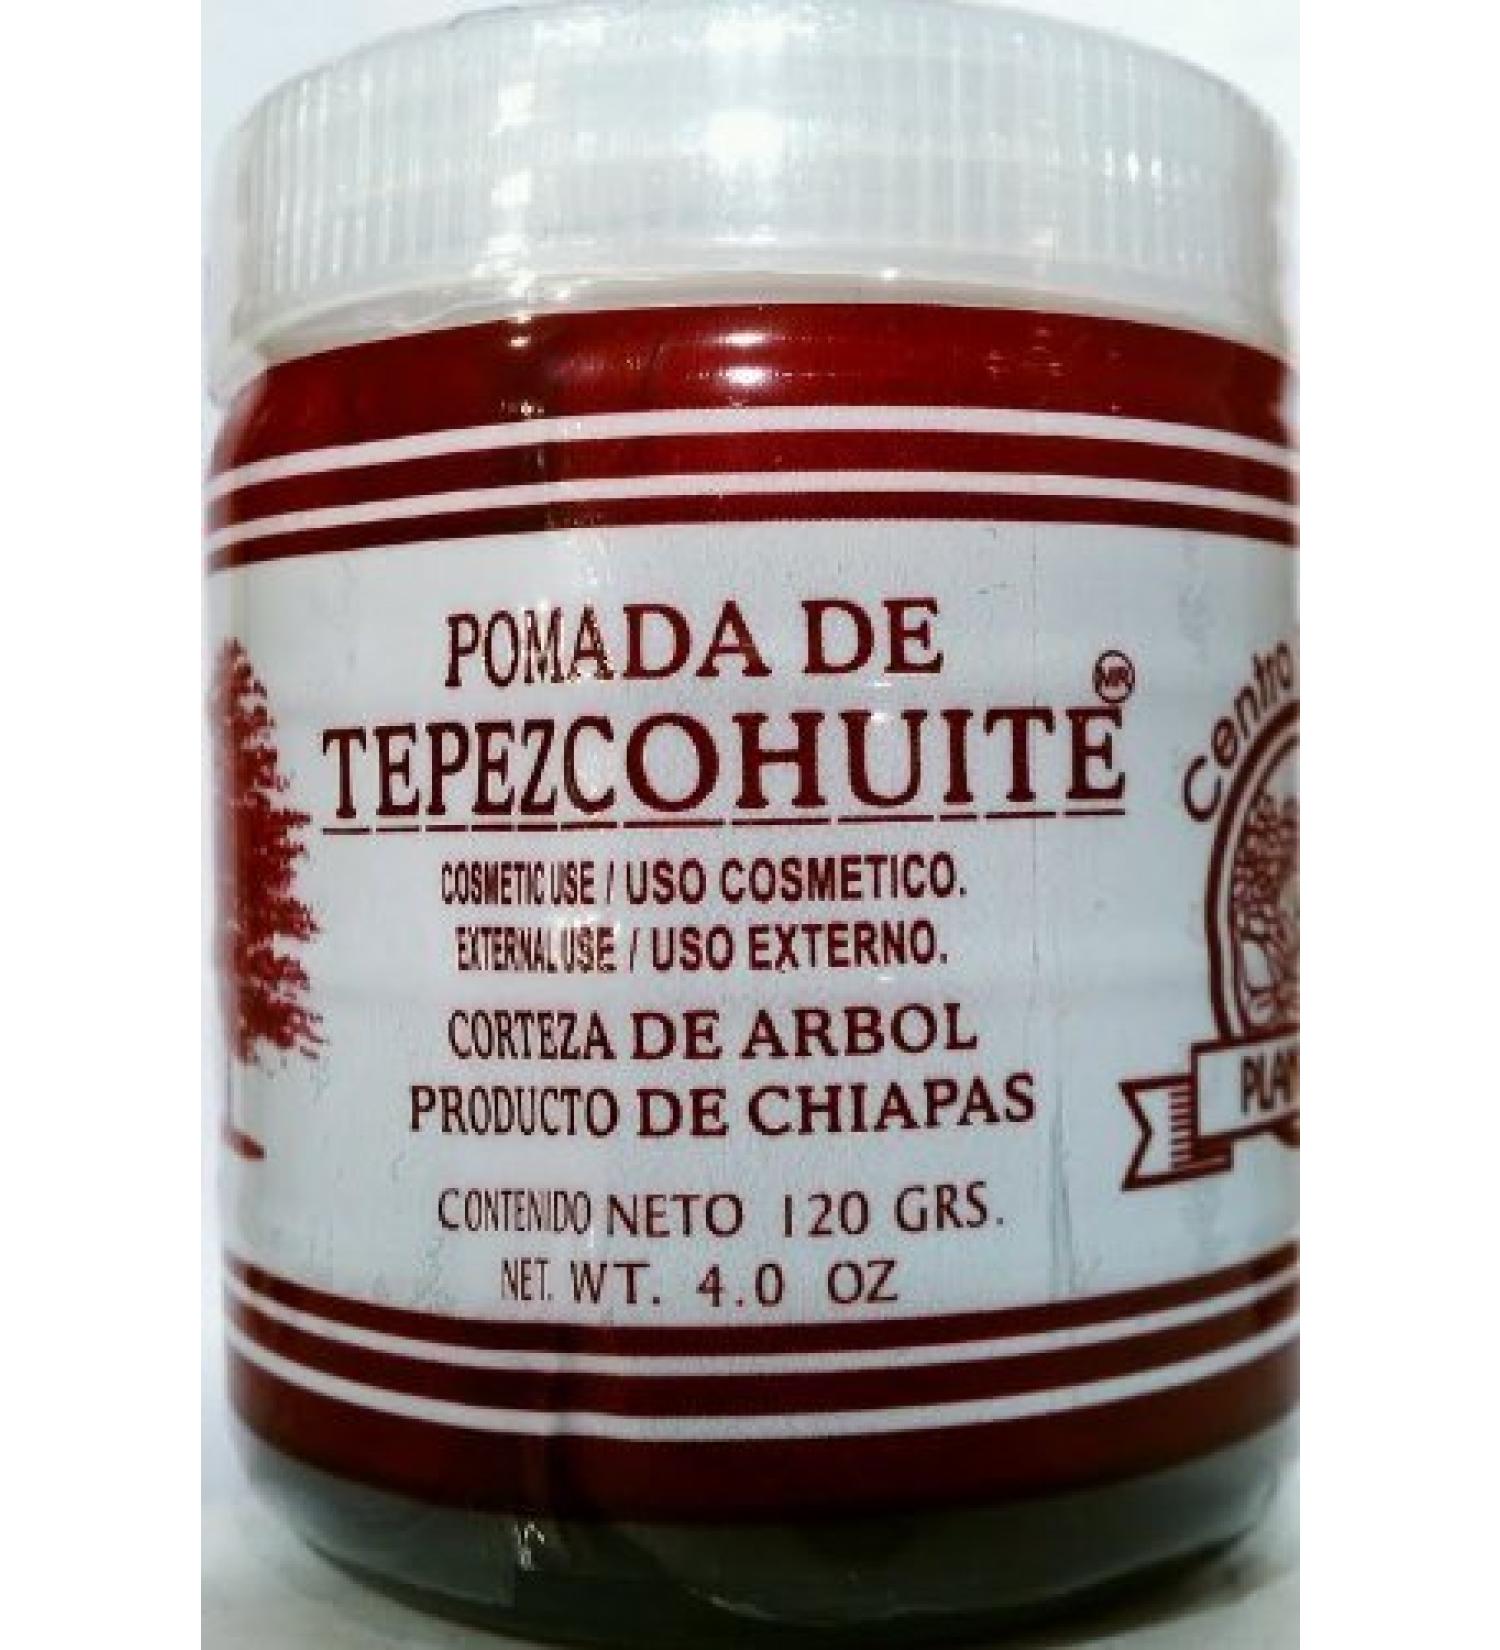 POMADA DE
TEPEZCOHUITE MR
COSMETIC USE / USO COSMETICO.
EXTERNAL USE / USO EXTERNO.
CORTEZA DE ARBOL
PRODUCTO DE CHIAPAS
CONTENIDO NETO 120 GRS.
NET. WT. 4.0 OZ
Centro